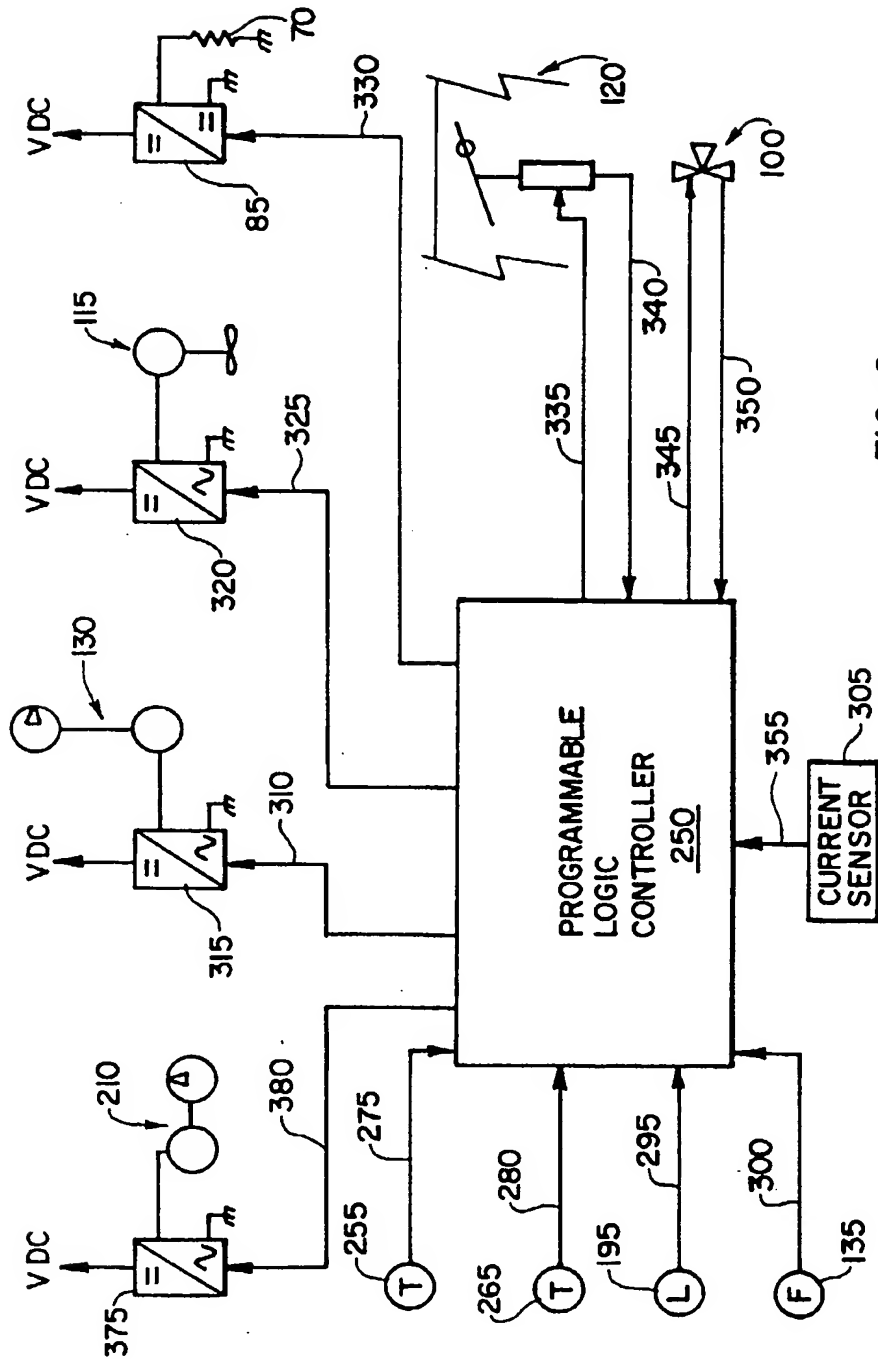 VDC
VDC
VDC
VDC
210
130
115
70
375
315
320
85
380
310
325
330
255
T
275
265
T
280
195
L
295
135
F
300
PROGRAMMABLE
LOGIC
CONTROLLER
250
335
340
120
345
350
100
355
305
CURRENT
SENSOR